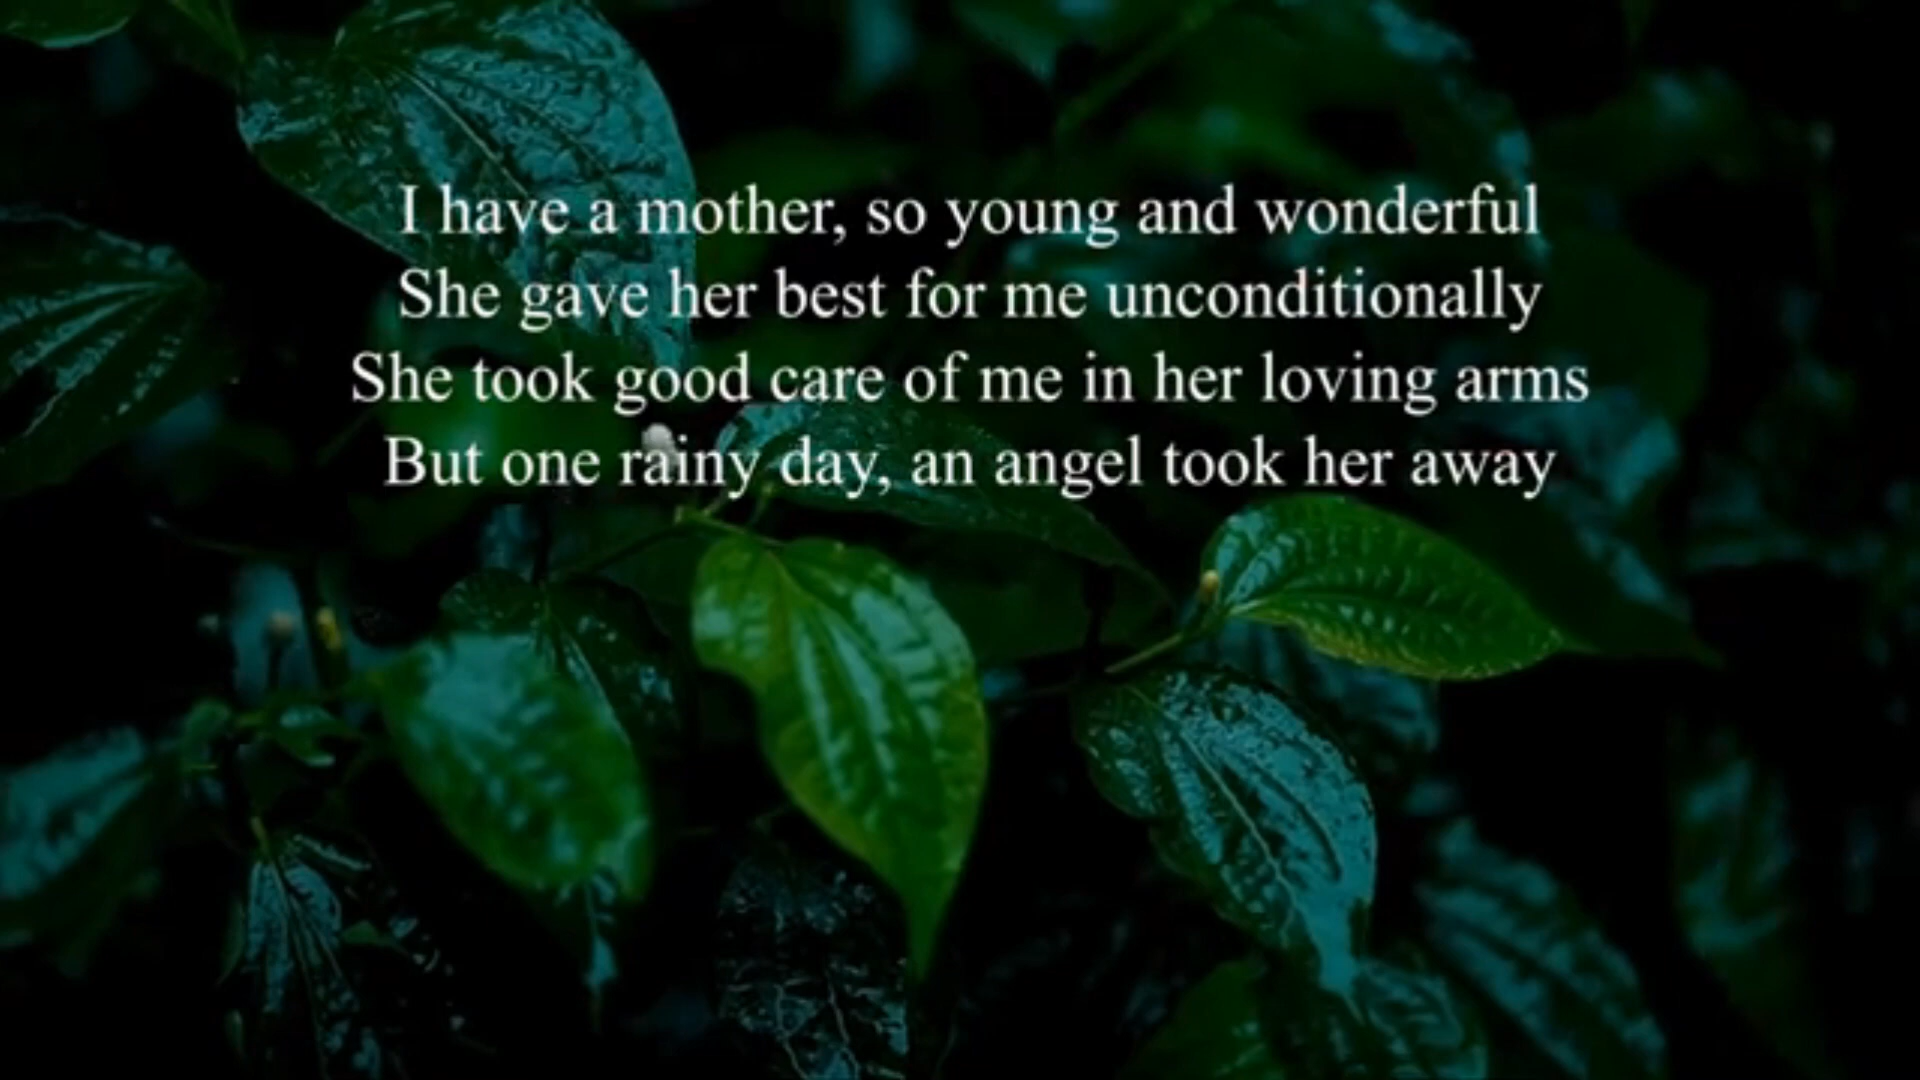 I have a mother, so young and wonderful
She gave her best for me unconditionally
She took good care of me in her loving arms
But one rainy day, an angel took her away